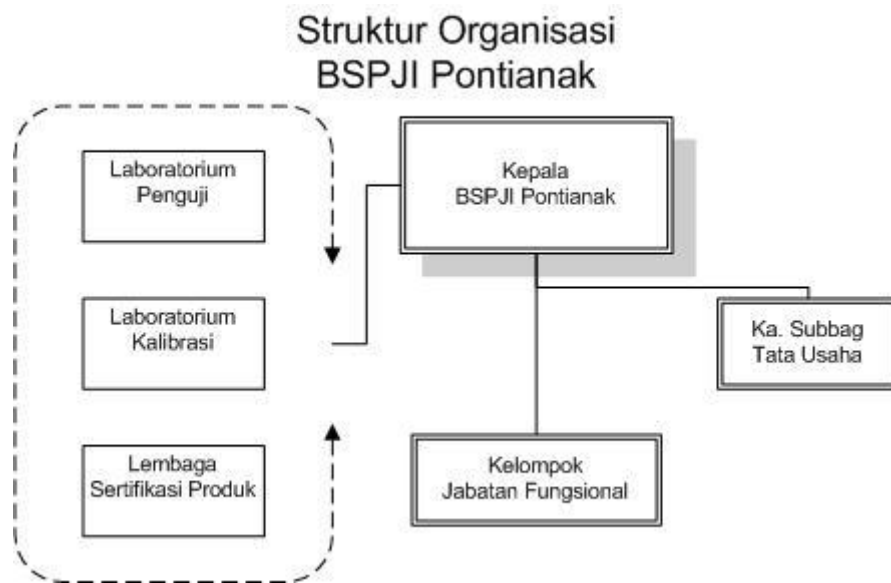 Struktur Organisasi
BSPJI Pontianak
Laboratorium
Penguji
Kepala
BSPJI Pontianak
Laboratorium
Kalibrasi
Ka. Subbag
Tata Usaha
Lembaga
Sertifikasi Produk
Kelompok
Jabatan Fungsional